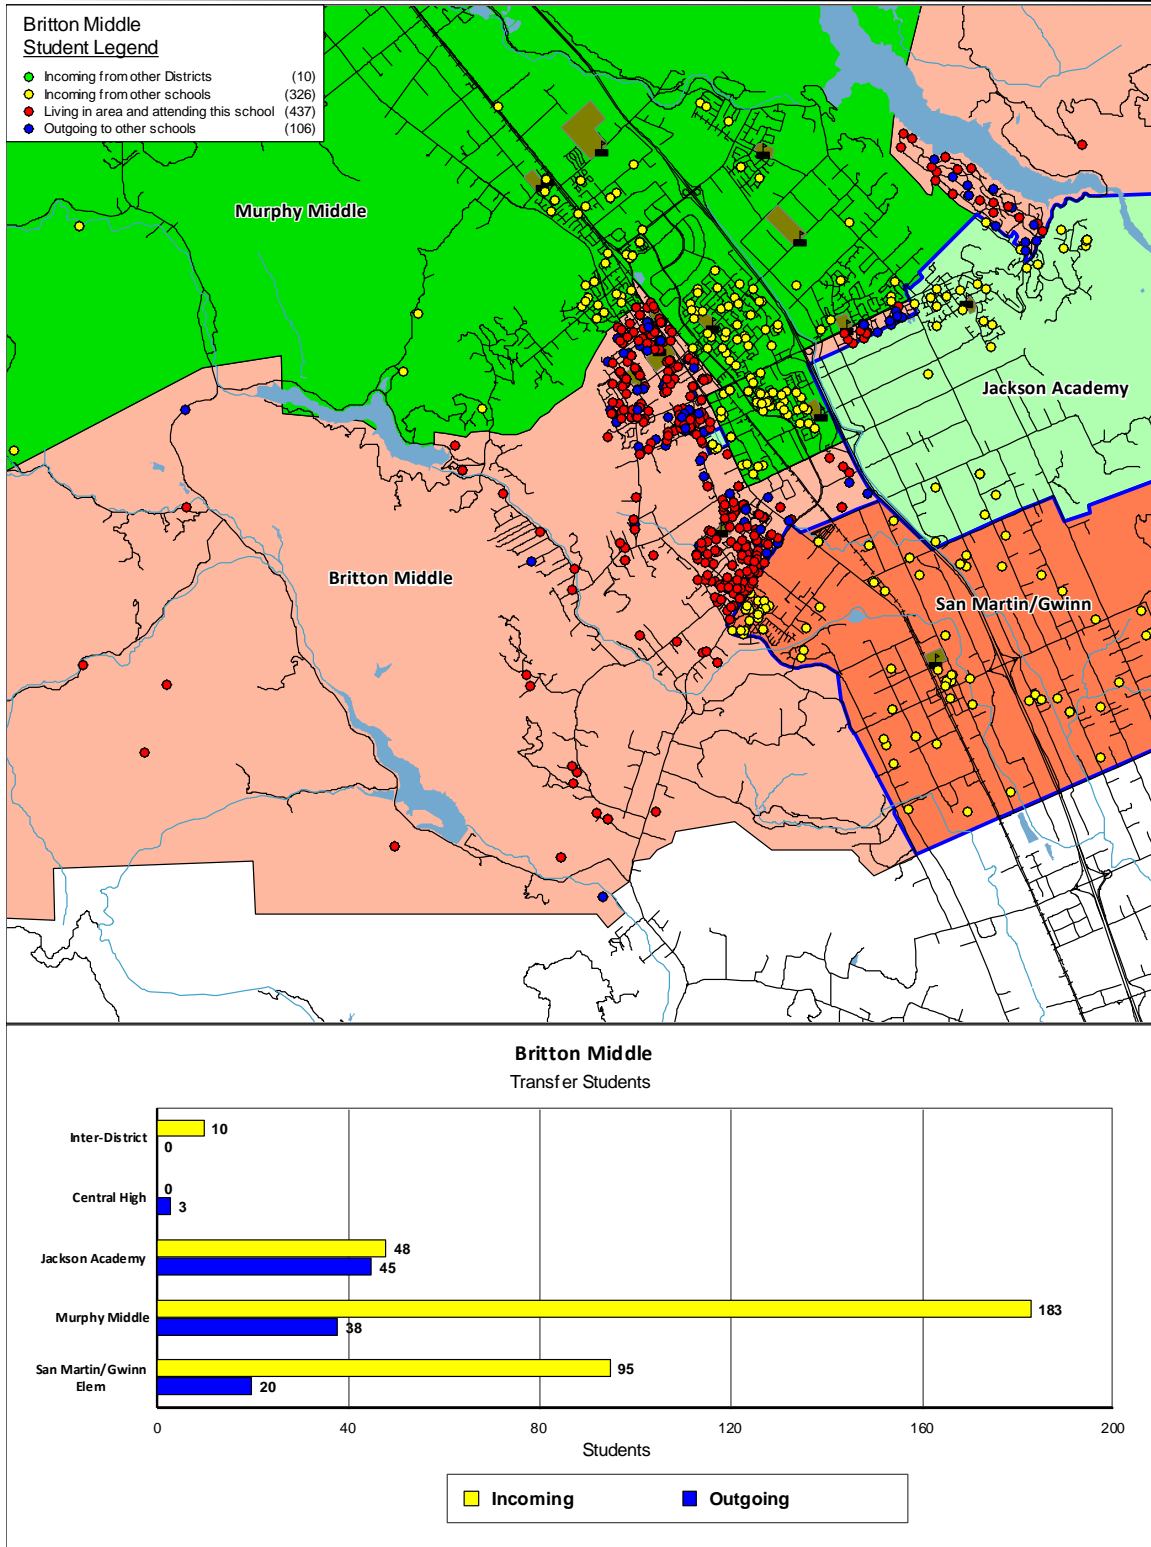 Britton Middle
Student Legend
Incoming from other Districts (10)
Incoming from other schools (326)
Living in area and attending this school (437)
Outgoing to other schools (106)
Murphy Middle
Jackson Academy
Britton Middle
San Martin/Gwinn
Britton Middle
Transfer Students
Inter-District
10
0
Central High
0
3
Jackson Academy
48
45
Murphy Middle
183
38
San Martin/Gwinn
Elem
95
20
0 40 80 120 160 200
Students
Incoming Outgoing